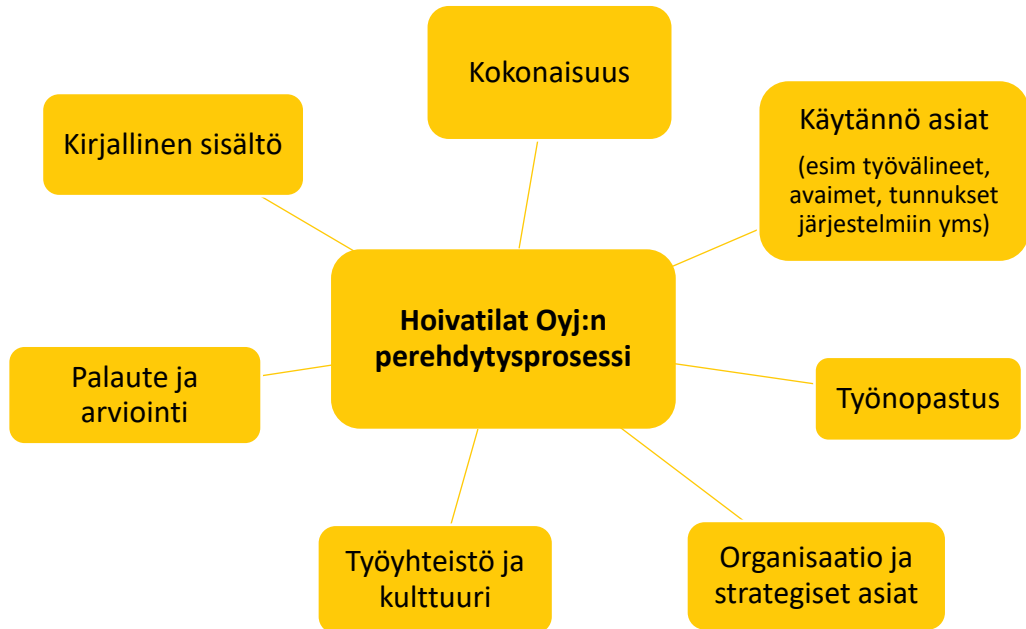 Kokonaisuus
Käytännö asiat
(esim työvälineet,
avaimet, tunnukset
järjestelmiin yms)
Kirjallinen sisältö
Hoivatilat Oyj:n
perehdytysprosessi
Palaute ja
arviointi
Työnopastus
Työyhteistö ja
kulttuuri
Organisaatio ja
strategiset asiat